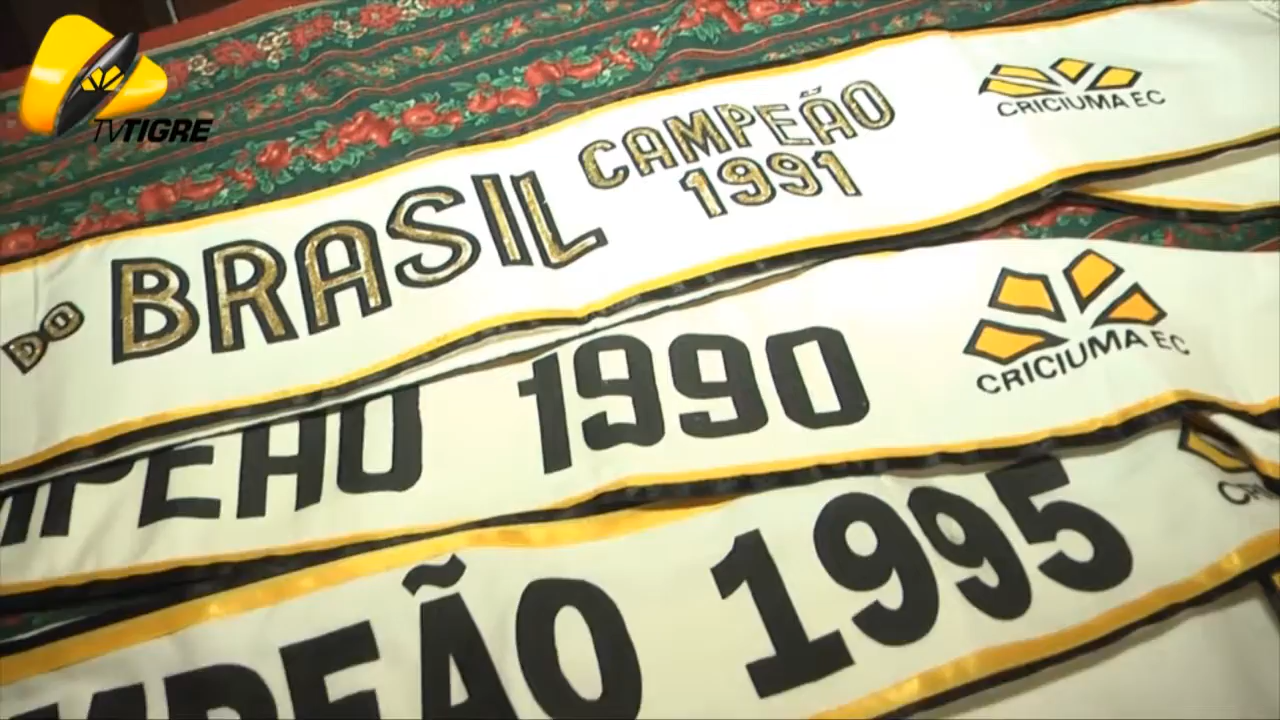 TVTIGRE
DO BRASIL CAMPEÃO
1991
CRICIUMA EC
1990
CRICIUMA EC
1995